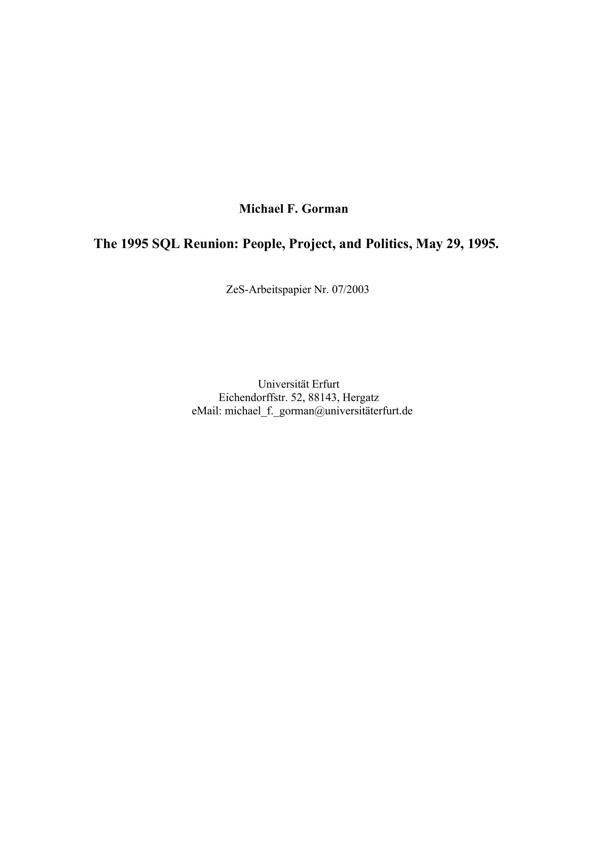 Michael F. Gorman
The 1995 SQL Reunion: People, Project, and Politics, May 29, 1995.
ZeS-Arbeitspapier Nr. 07/2003
Universität Erfurt
Eichendorffstr. 52, 88143, Hergatz
eMail: michael_f._gorman@universitäterfurt.de